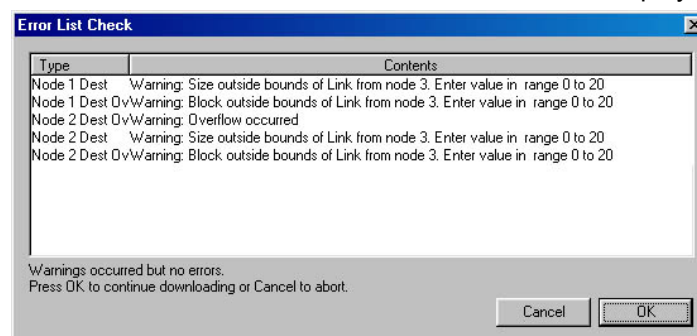 Error List Check
Type Contents
Node 1 Dest Warning: Size outside bounds of Link from node 3. Enter value in range 0 to 20
Node 1 Dest Ov Warning: Block outside bounds of Link from node 3. Enter value in range 0 to 20
Node 2 Dest Ov Warning: Overflow occurred
Node 2 Dest Warning: Size outside bounds of Link from node 3. Enter value in range 0 to 20
Node 2 Dest Ov Warning: Block outside bounds of Link from node 3. Enter value in range 0 to 20
Warnings occurred but no errors.
Press OK to continue downloading or Cancel to abort.
Cancel OK